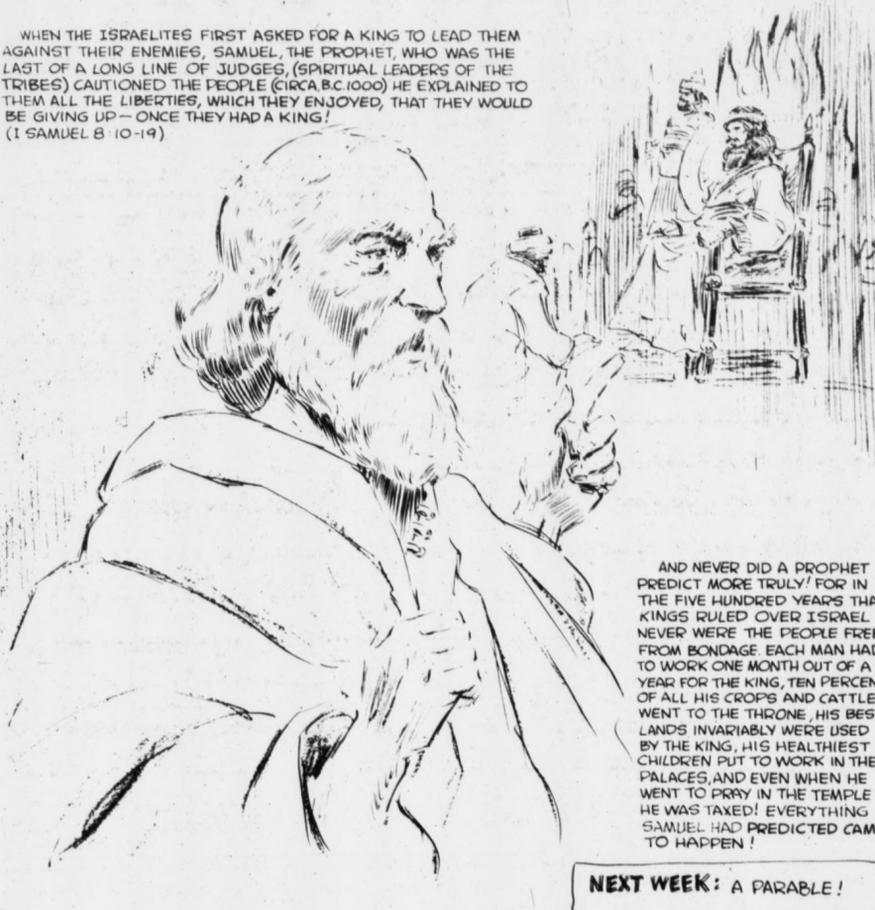 WHEN THE ISRAELITES FIRST ASKED FOR A KING TO LEAD THEM
AGAINST THEIR ENEMIES, SAMUEL, THE PROPHET, WHO WAS THE
LAST OF A LONG LINE OF JUDGES, (SPIRITUAL LEADERS OF THE
TRIBES) CAUTIONED THE PEOPLE (CIRCA, B.C. 1000) HE EXPLAINED TO
THEM ALL THE LIBERTIES, WHICH THEY ENJOYED, THAT THEY WOULD
BE GIVING UP — ONCE THEY HAD A KING!
(I SAMUEL 8 10-19)
AND NEVER DID A PROPHET
PREDICT MORE TRULY! FOR IN
THE FIVE HUNDRED YEARS THA
KINGS RULED OVER ISRAEL
NEVER WERE THE PEOPLE FREE
FROM BONDAGE. EACH MAN HAD
TO WORK ONE MONTH OUT OF A
YEAR FOR THE KING, TEN PERCEN
OF ALL HIS CROPS AND CATTLE
WENT TO THE THRONE, HIS BES
LANDS INVARIABLY WERE USED
BY THE KING, HIS HEALTHIEST
CHILDREN PUT TO WORK IN THE
PALACES, AND EVEN WHEN HE
WENT TO PRAY IN THE TEMPLE
HE WAS TAXED! EVERYTHING
SAMUEL HAD PREDICTED CAM
TO HAPPEN!
NEXT WEEK: A PARABLE!